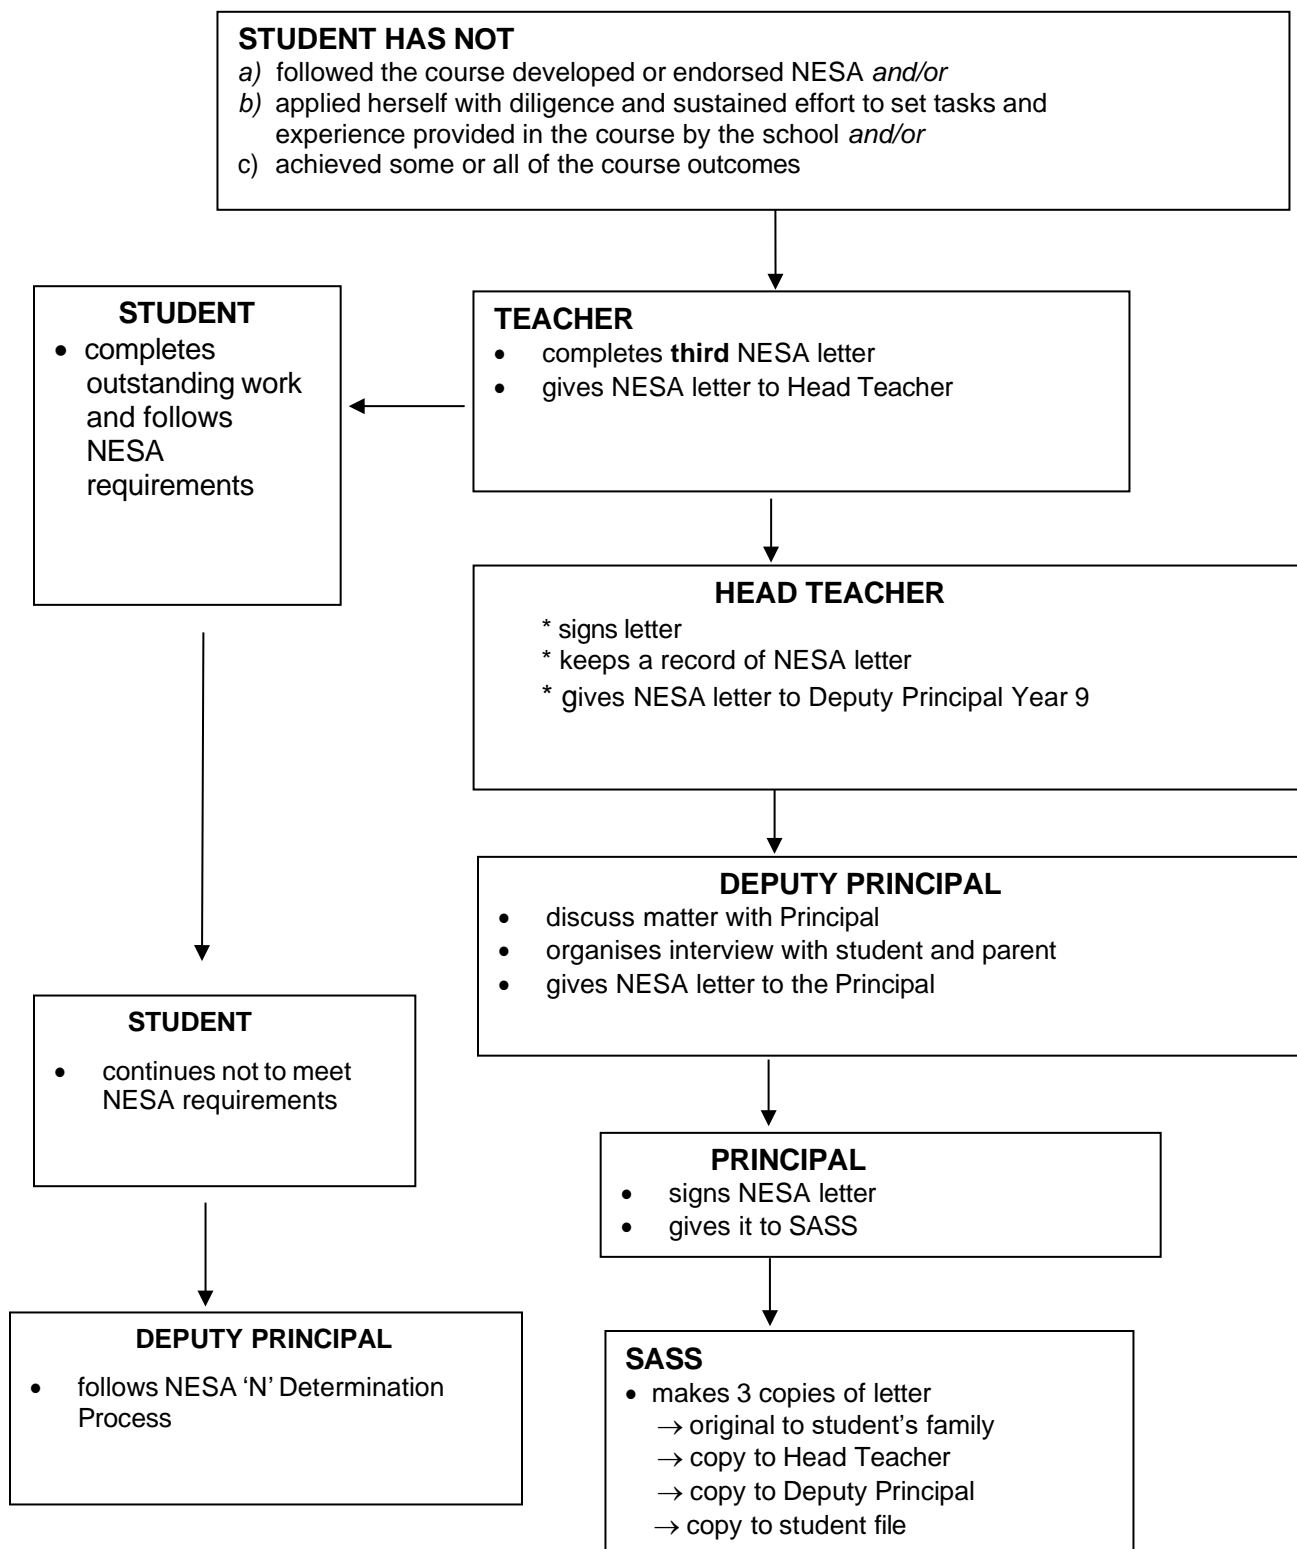 STUDENT HAS NOT
a) followed the course developed or endorsed NESA and/or
b) applied herself with diligence and sustained effort to set tasks and
experience provided in the course by the school and/or
c) achieved some or all of the course outcomes
STUDENT
• completes
outstanding work
and follows
NESA
requirements
TEACHER
• completes third NESA letter
• gives NESA letter to Head Teacher
HEAD TEACHER
* signs letter
* keeps a record of NESA letter
* gives NESA letter to Deputy Principal Year 9
DEPUTY PRINCIPAL
• discuss matter with Principal
• organises interview with student and parent
• gives NESA letter to the Principal
STUDENT
• continues not to meet
NESA requirements
PRINCIPAL
• signs NESA letter
• gives it to SASS
DEPUTY PRINCIPAL
• follows NESA ‘N’ Determination
Process
SASS
• makes 3 copies of letter
→ original to student’s family
→ copy to Head Teacher
→ copy to Deputy Principal
→ copy to student file